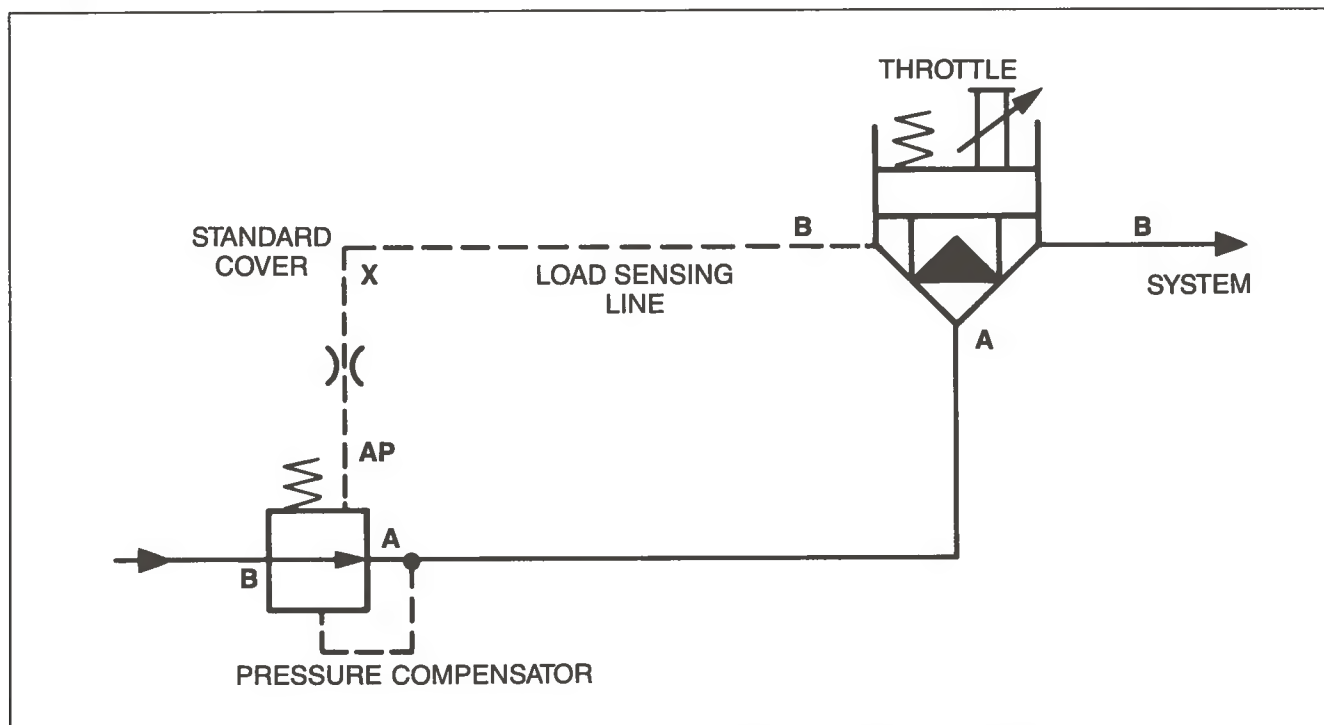 THROTTLE
STANDARD
COVER
X
B
LOAD SENSING
LINE
B
SYSTEM
A
AP
A
B
PRESSURE COMPENSATOR